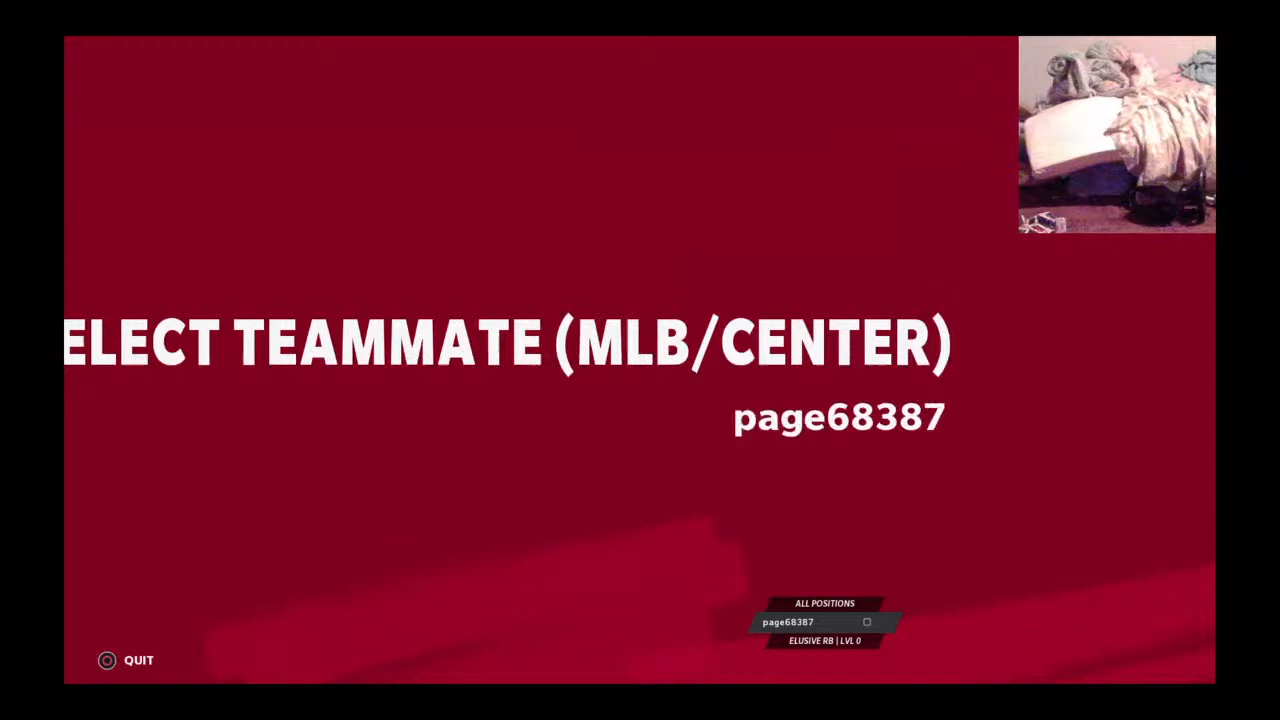 ELECT TEAMMATE (MLB/CENTER)
page68387
ALL POSITIONS
page68387
ELUSIVE RB | LVL 0
QUIT